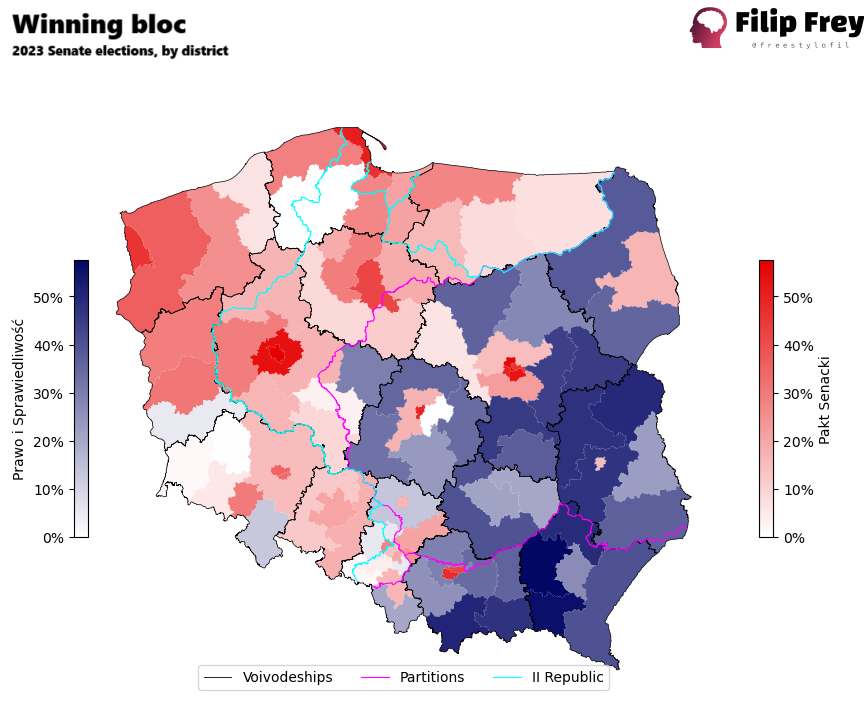 Winning bloc
2023 Senate elections, by district
Filip Frey
@freestylofil
Prawo i Sprawiedliwość
50%
40%
30%
20%
10%
0%
50%
40%
30%
20%
10%
0%
Pakt Senacki
Voivodeships
Partitions
II Republic